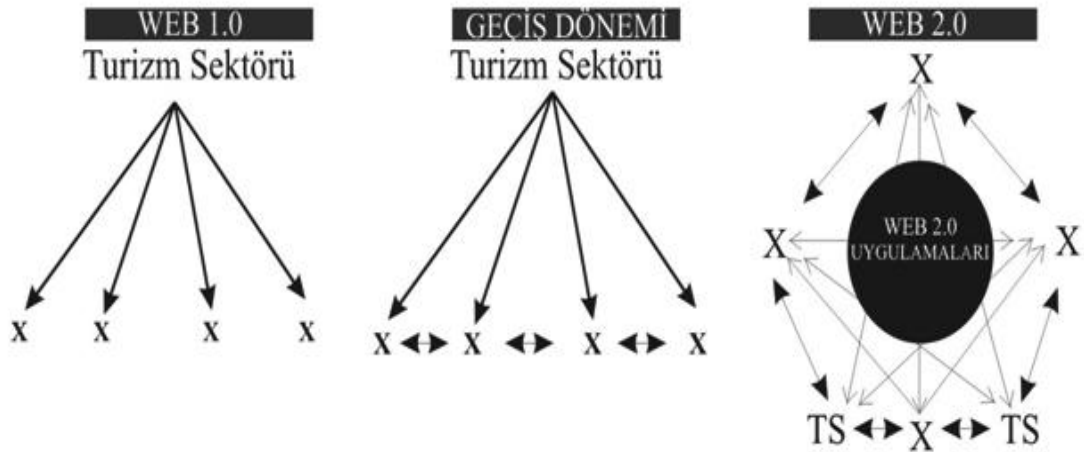 WEB 1.0
Turizm Sektörü
x x x x
GEÇİŞ DÖNEMİ
Turizm Sektörü
x x x x
WEB 2.0
X
X X
WEB 2.0
UYGULAMALARI
TS X TS